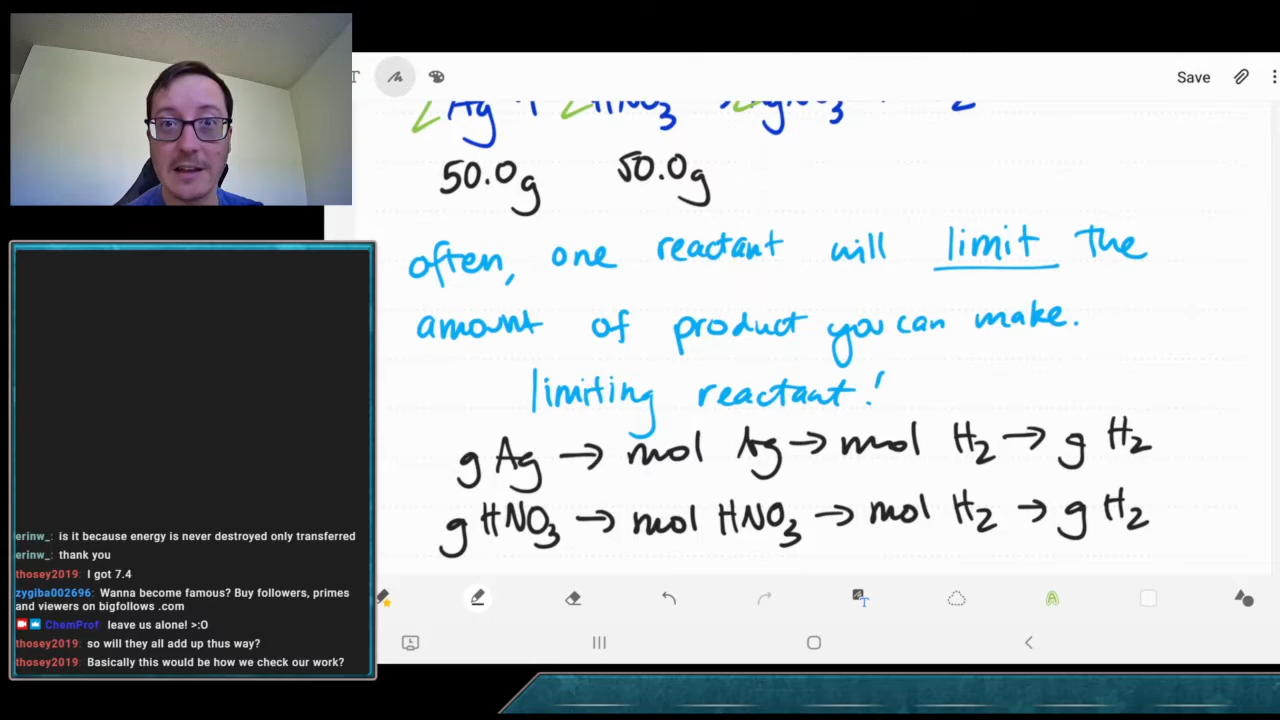 T
Save
Ag + HNO3 AgNO3 + 2
50.0g 50.0g
often, one reactant will limit the
amount of product you can make.
limiting reactant!
g Ag → mol Ag → mol H2 → g H2
g HNO3 → mol HNO3 → mol H2 → g H2
erinw_: is it because energy is never destroyed only transferred
erinw_: thank you
thosey2019: I got 7.4
zygiba002696: Wanna become famous? Buy followers, primes
and viewers on bigfollows .com
ChemProf: leave us alone! >:O
thosey2019: so will they all add up thus way?
thosey2019: Basically this would be how we check our work?